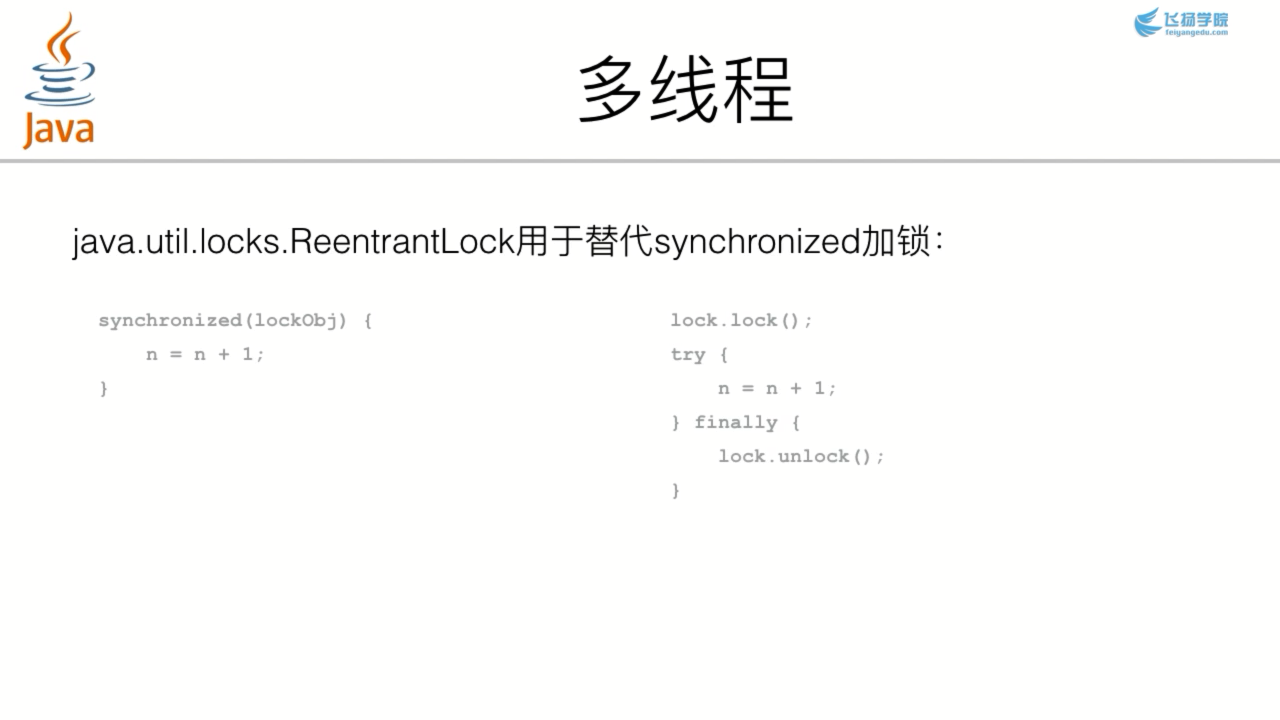 Java
飞扬学院
feiyangedu.com
多线程
java.util.locks.ReentrantLock用于替代synchronized加锁：
synchronized(lockObj) {
    n = n + 1;
}
lock.lock();
try {
    n = n + 1;
} finally {
    lock.unlock();
}